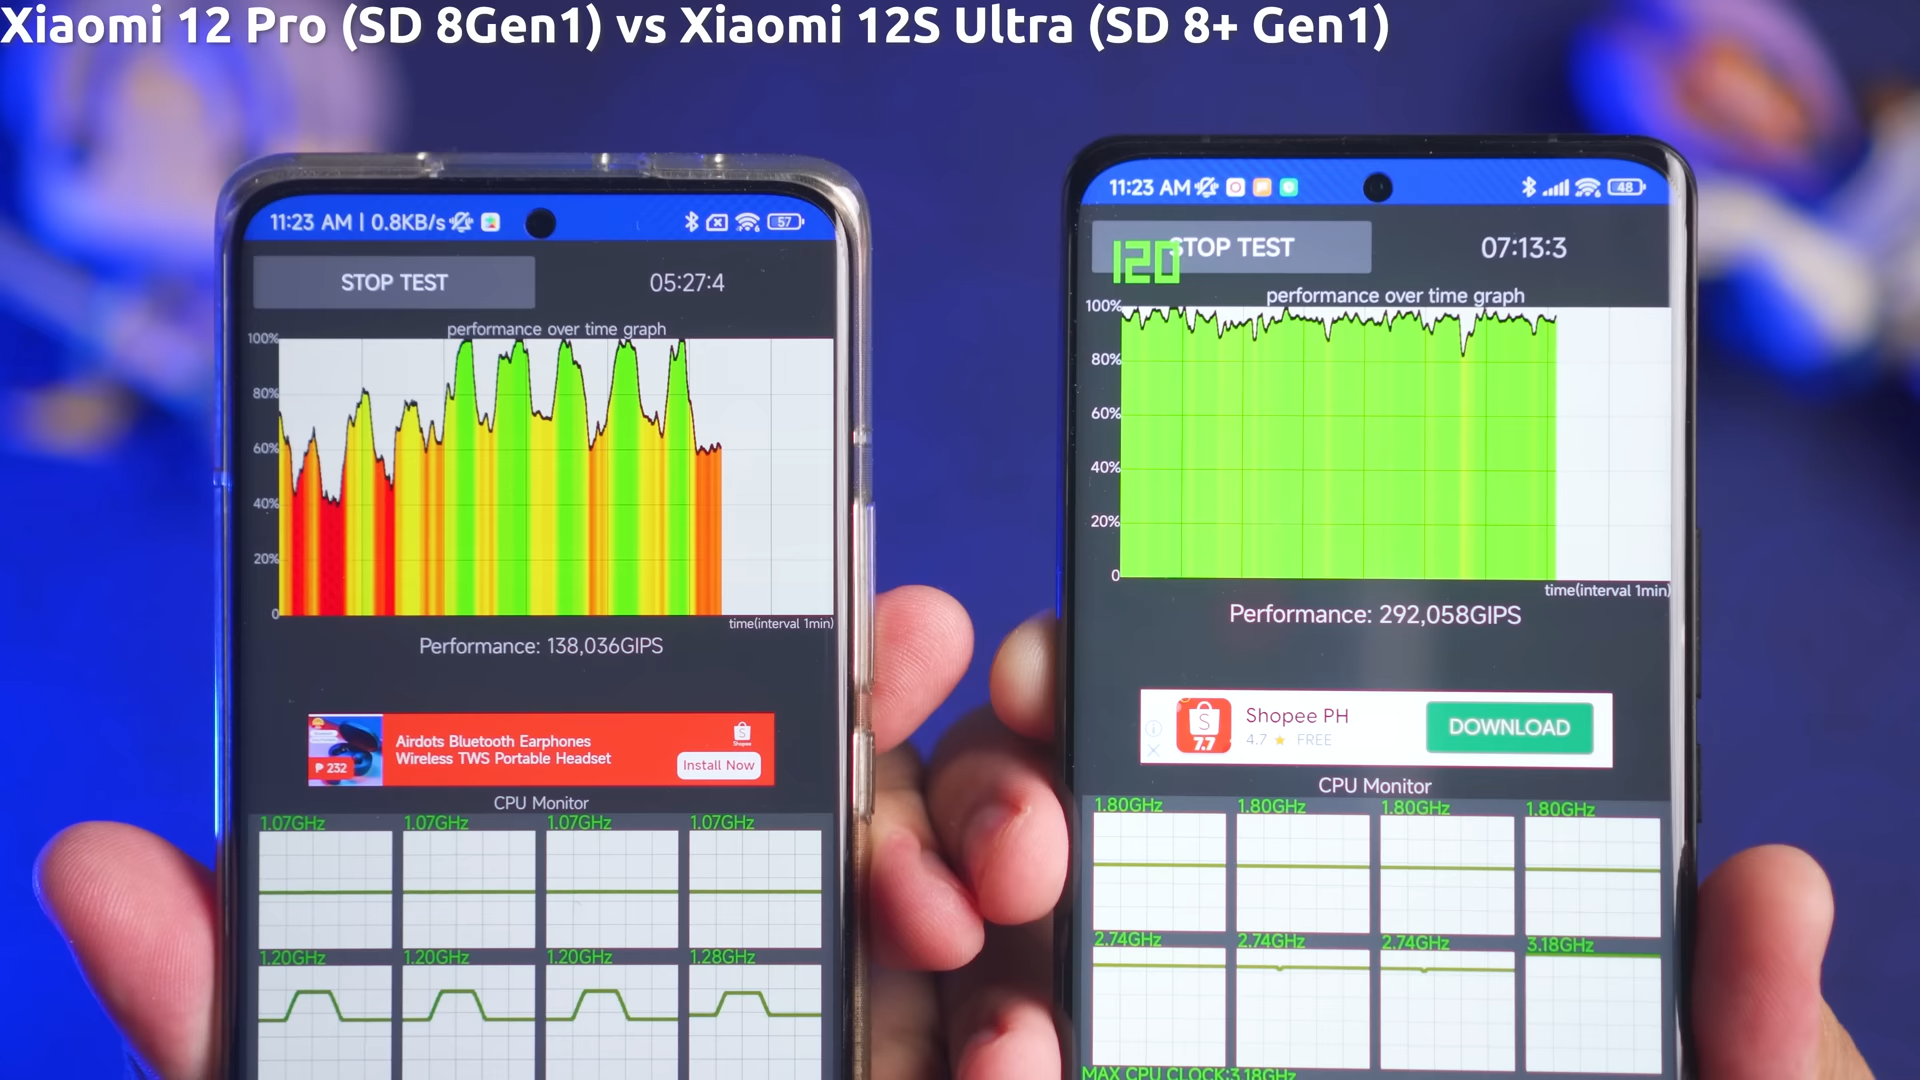 Xiaomi 12 Pro (SD 8Gen1) vs Xiaomi 12S Ultra (SD 8+ Gen1)
11:23 AM | 0.8KB/s
57
STOP TEST
05:27:4
performance over time graph
100%
80%
60%
40%
20%
0
time(interval 1min)
Performance: 138,036GIPS
Airdots Bluetooth Earphones
Wireless TWS Portable Headset
₱ 232
Shopee
Install Now
CPU Monitor
1.07GHz 1.07GHz 1.07GHz 1.07GHz
1.20GHz 1.20GHz 1.20GHz 1.28GHz
11:23 AM
48
120
STOP TEST
07:13:3
performance over time graph
100%
80%
60%
40%
20%
0
time(interval 1min)
Performance: 292,058GIPS
S
7.7
Shopee PH
4.7 ★ FREE
DOWNLOAD
CPU Monitor
1.80GHz 1.80GHz 1.80GHz 1.80GHz
2.74GHz 2.74GHz 2.74GHz 3.18GHz
MAX CPU CLOCK:3.18GHz